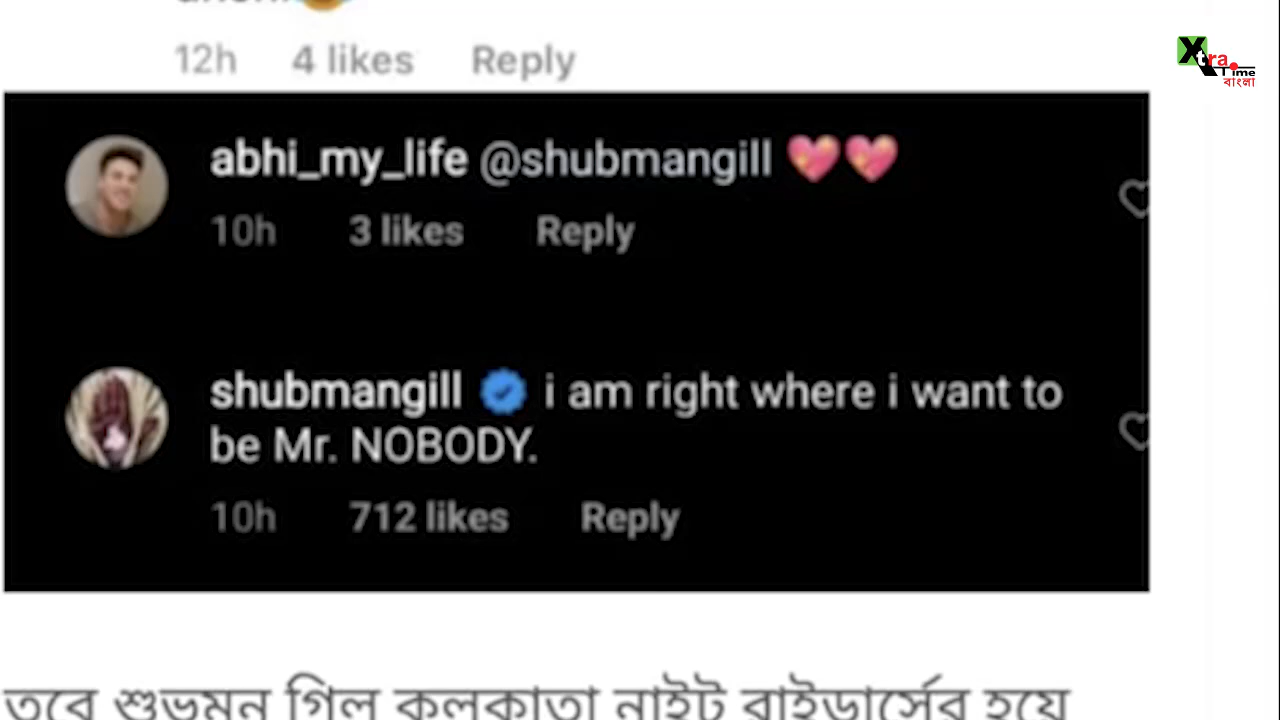 12h 4 likes Reply
Xtra Time
বাংলা
abhi_my_life @shubmangill 💖💖
10h 3 likes Reply
shubmangill i am right where i want to
be Mr. NOBODY.
10h 712 likes Reply
তবে শুভমন গিল কলকাতা নাইট রাইডার্সের হয়ে